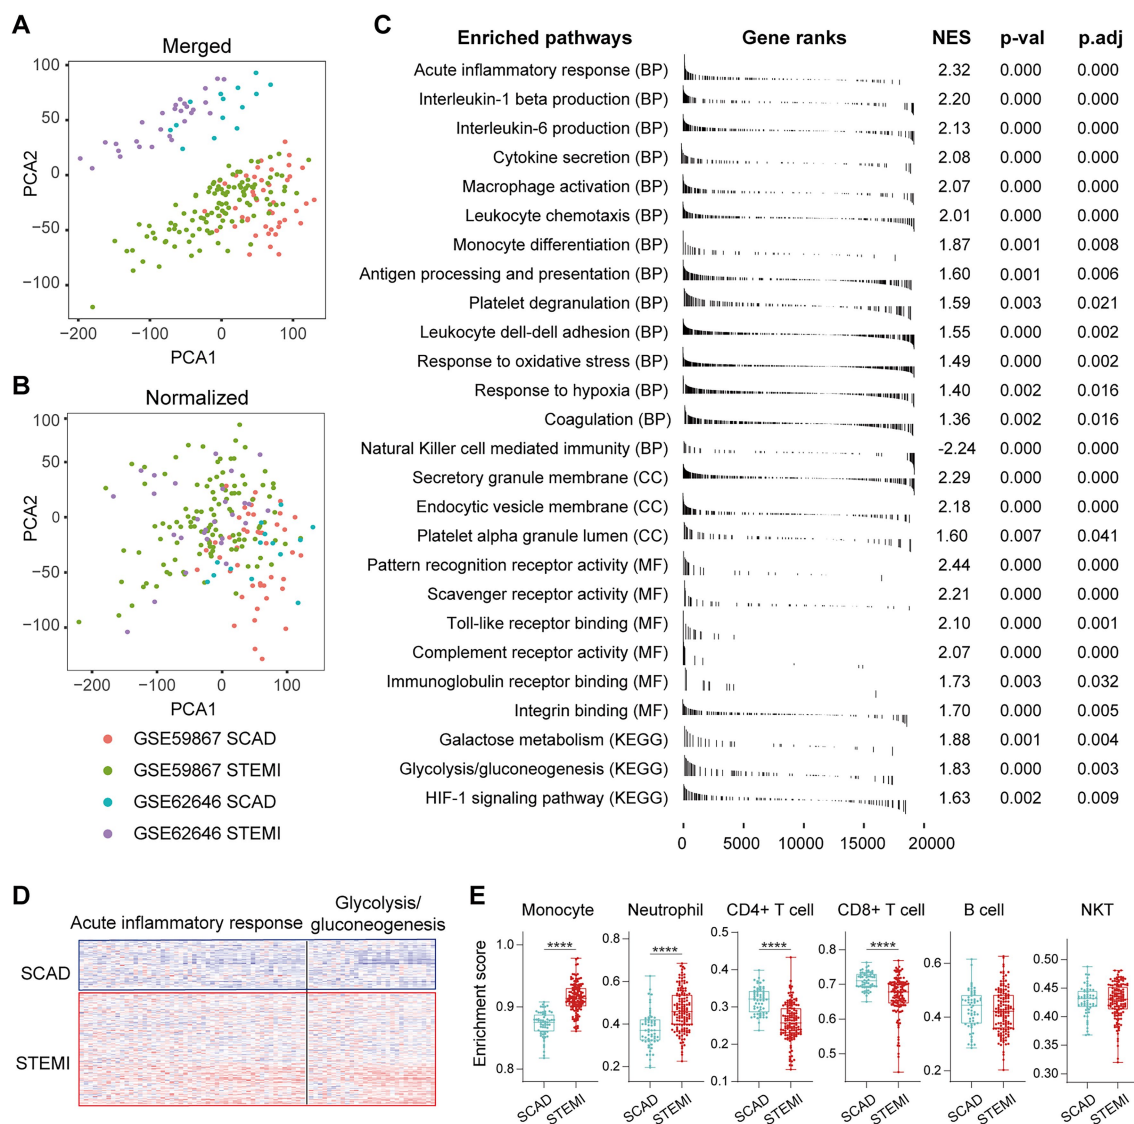 A
Merged
100
50
0
−50
−100
PCA2
−200
−100
0
100
PCA1
B
Normalized
100
50
0
−50
−100
PCA2
−200
−100
0
100
PCA1
GSE59867 SCAD
GSE59867 STEMI
GSE62646 SCAD
GSE62646 STEMI
C
Enriched pathways Gene ranks NES p-val p.adj
Acute inflammatory response (BP) 2.32 0.000 0.000
Interleukin-1 beta production (BP) 2.20 0.000 0.000
Interleukin-6 production (BP) 2.13 0.000 0.000
Cytokine secretion (BP) 2.08 0.000 0.000
Macrophage activation (BP) 2.07 0.000 0.000
Leukocyte chemotaxis (BP) 2.01 0.000 0.000
Monocyte differentiation (BP) 1.87 0.001 0.008
Antigen processing and presentation (BP) 1.60 0.001 0.006
Platelet degranulation (BP) 1.59 0.003 0.021
Leukocyte dell-dell adhesion (BP) 1.55 0.000 0.002
Response to oxidative stress (BP) 1.49 0.000 0.002
Response to hypoxia (BP) 1.40 0.002 0.016
Coagulation (BP) 1.36 0.002 0.016
Natural Killer cell mediated immunity (BP) -2.24 0.000 0.000
Secretory granule membrane (CC) 2.29 0.000 0.000
Endocytic vesicle membrane (CC) 2.18 0.000 0.000
Platelet alpha granule lumen (CC) 1.60 0.007 0.041
Pattern recognition receptor activity (MF) 2.44 0.000 0.000
Scavenger receptor activity (MF) 2.21 0.000 0.000
Toll-like receptor binding (MF) 2.10 0.000 0.001
Complement receptor activity (MF) 2.07 0.000 0.000
Immunoglobulin receptor binding (MF) 1.73 0.003 0.032
Integrin binding (MF) 1.70 0.000 0.005
Galactose metabolism (KEGG) 1.88 0.001 0.004
Glycolysis/gluconeogenesis (KEGG) 1.83 0.000 0.003
HIF-1 signaling pathway (KEGG) 1.63 0.002 0.009
0 5000 10000 15000 20000
D
Acute inflammatory response
Glycolysis/
gluconeogenesis
SCAD
STEMI
E
Enrichment score
Monocyte
****
1.0
0.9
0.8
SCAD
STEMI
Neutrophil
****
0.8
0.6
0.4
0.2
SCAD
STEMI
CD4+ T cell
****
0.5
0.4
0.3
0.2
0.1
SCAD
STEMI
CD8+ T cell
****
0.8
0.7
0.6
0.5
SCAD
STEMI
B cell
0.6
0.4
0.2
SCAD
STEMI
NKT
0.50
0.45
0.40
0.35
0.30
SCAD
STEMI